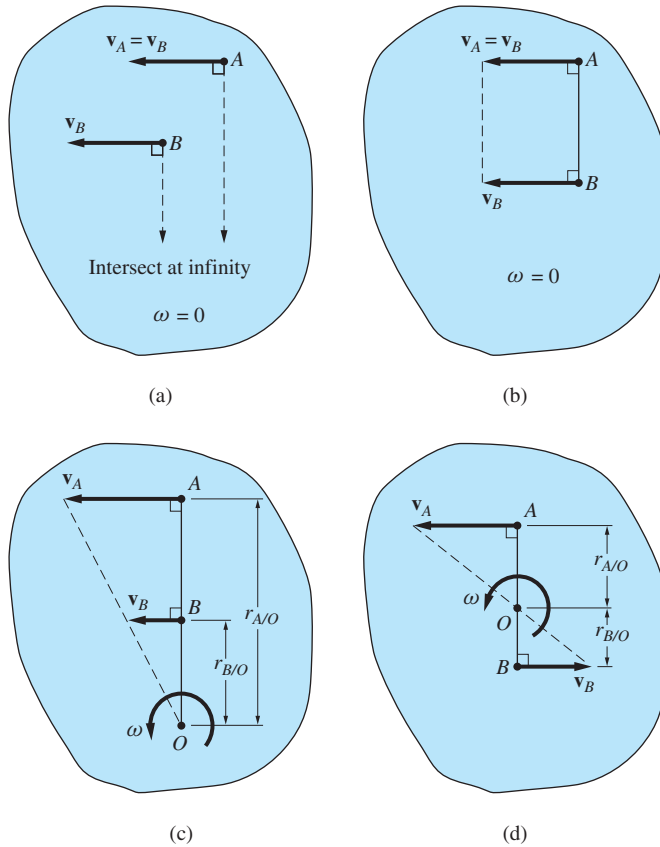 v_A = v_B
A
v_B
B
Intersect at infinity
ω = 0
(a)
v_A = v_B
A
B
v_B
ω = 0
(b)
v_A
A
v_B
B
r_A/O
r_B/O
ω
O
(c)
v_A
A
r_A/O
ω
O
r_B/O
B
v_B
(d)